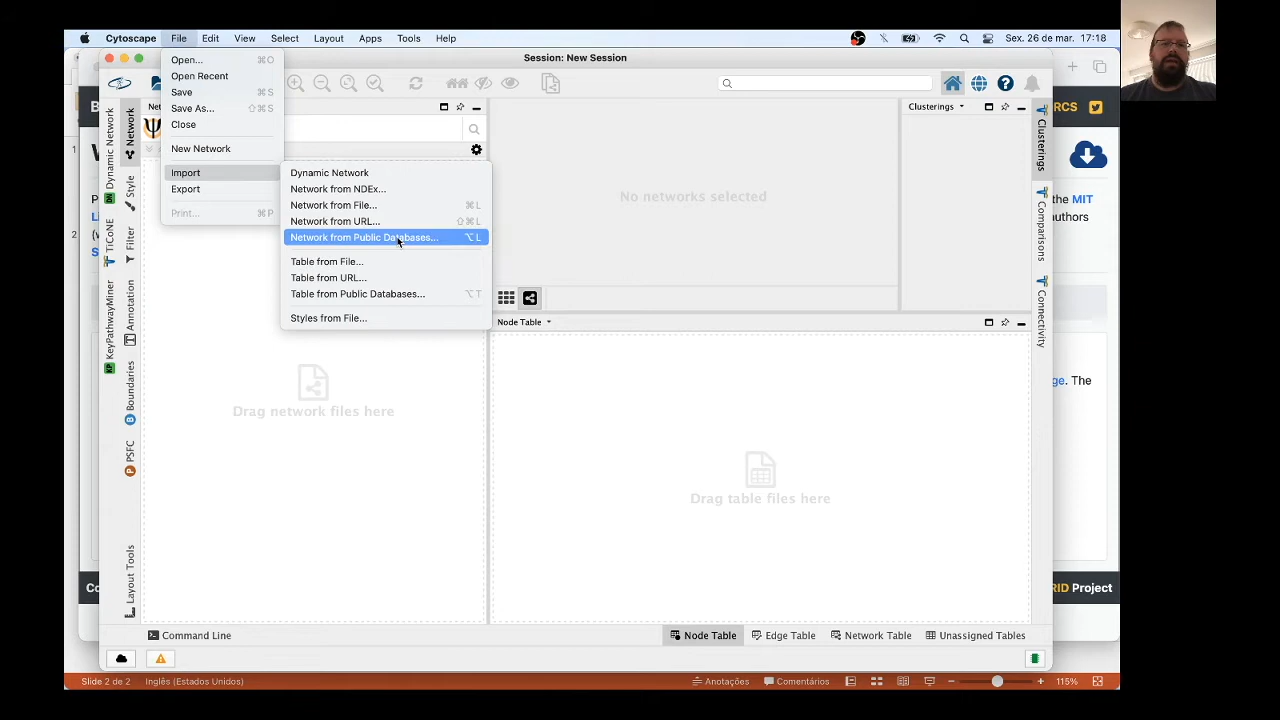 Cytoscape File Edit View Select Layout Apps Tools Help Sex. 26 de mar. 17:18
Session: New Session
Open... ⌘O
Open Recent
Save ⌘S
Save As... ⇧⌘S
Close
New Network
Import
Export
Print... ⌘P
Dynamic Network
Network from NDEx...
Network from File... ⌘L
Network from URL... ⇧⌘L
Network from Public Databases... ⌥L
Table from File...
Table from URL...
Table from Public Databases... ⌥T
Styles from File...
Dynamic Network
TiCoNE
KeyPathwayMiner
Network
Style
Filter
Annotation
Boundaries
PSFC
Layout Tools
No networks selected
Clusterings
Clusterings
Comparisons
Connectivity
Node Table
Drag network files here
Drag table files here
Command Line
Node Table Edge Table Network Table Unassigned Tables
RCS
the MIT
authors
ge. The
RID Project
Co
1
2
Slide 2 de 2 Inglês (Estados Unidos) Anotações Comentários 115%